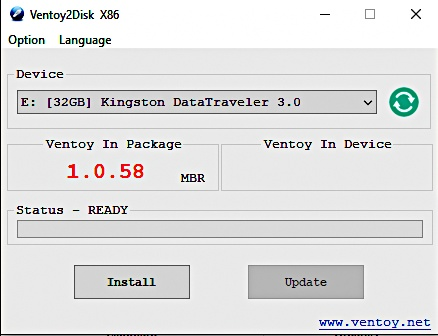 Ventoy2Disk X86
Option Language
Device
E: [32GB] Kingston DataTraveler 3.0
Ventoy In Package Ventoy In Device
1.0.58 MBR
Status - READY
Install Update
www.ventoy.net